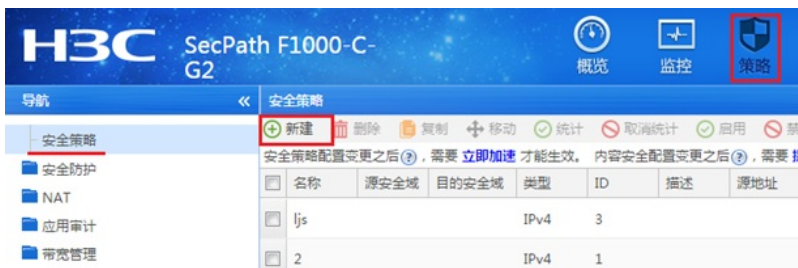 H3C SecPath F1000-C-G2
概览 监控 策略
导航 « 安全策略
安全策略
安全防护
NAT
应用审计
带宽管理
新建 删除 复制 移动 统计 取消统计 启用
安全策略配置变更之后?，需要 立即加速 才能生效。 内容安全配置变更之后?，需要
名称 源安全域 目的安全域 类型 ID 描述 源地址
ljs IPv4 3
2 IPv4 1